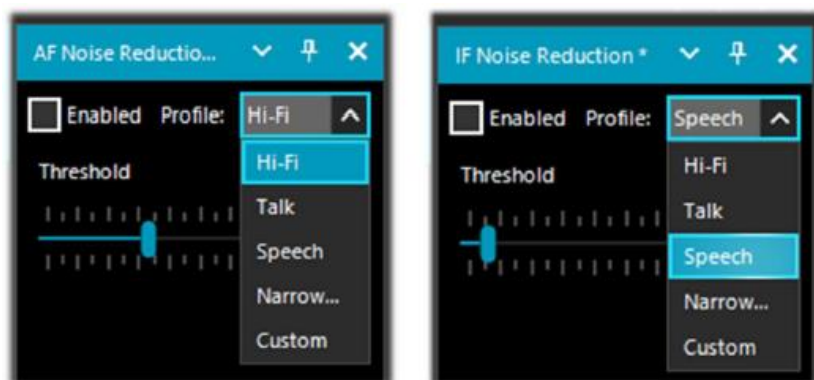 AF Noise Reductio...
Enabled Profile: Hi-Fi
Hi-Fi
Threshold
Talk
Speech
Narrow...
Custom
IF Noise Reduction *
Enabled Profile: Speech
Hi-Fi
Threshold
Talk
Speech
Narrow...
Custom